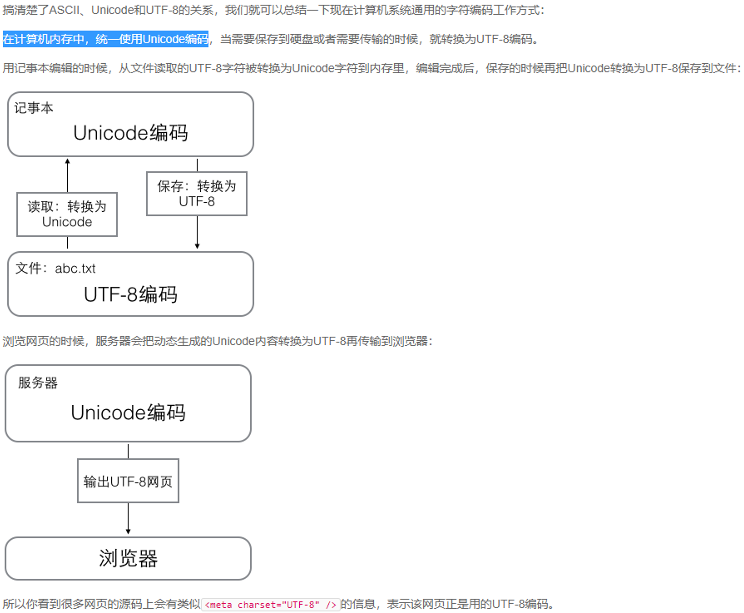 搞清楚了ASCII、Unicode和UTF-8的关系，我们就可以总结一下现在计算机系统通用的字符编码工作方式：
在计算机内存中，统一使用Unicode编码，当需要保存到硬盘或者需要传输的时候，就转换为UTF-8编码。
用记事本编辑的时候，从文件读取的UTF-8字符被转换为Unicode字符到内存里，编辑完成后，保存的时候再把Unicode转换为UTF-8保存到文件：
记事本
Unicode编码
读取：转换为
Unicode
保存：转换为
UTF-8
文件：abc.txt
UTF-8编码
浏览网页的时候，服务器会把动态生成的Unicode内容转换为UTF-8再传输到浏览器：
服务器
Unicode编码
输出UTF-8网页
浏览器
所以你看到很多网页的源码上会有类似<meta charset="UTF-8" />的信息，表示该网页正是用的UTF-8编码。